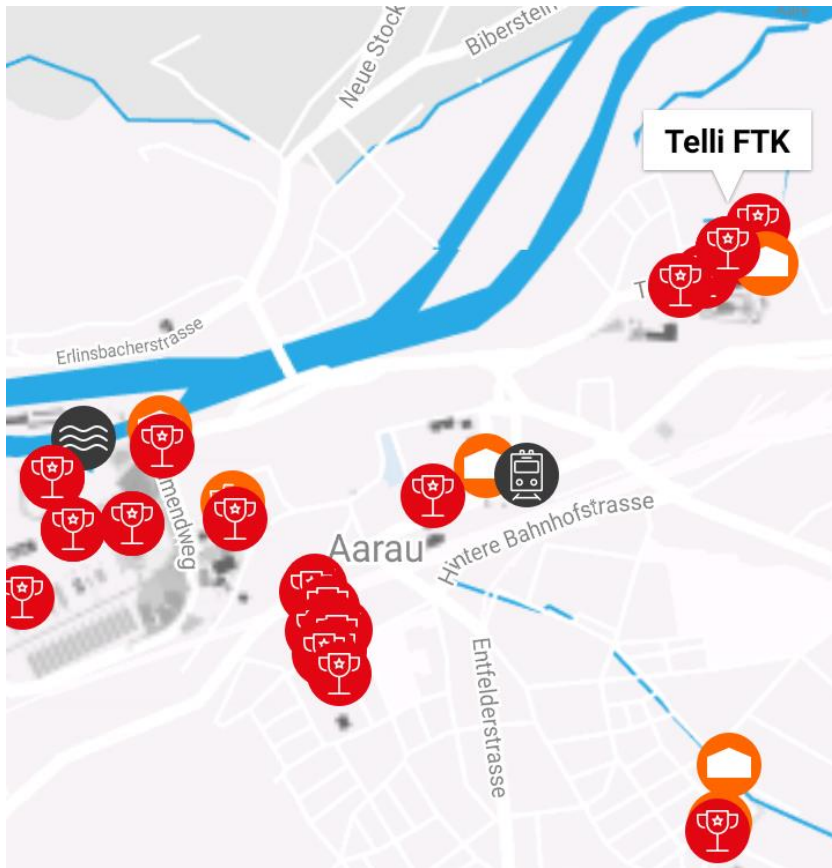 Biberstein
Neue Stock
Telli FTK
T
Erlinsbacherstrasse
mendweg
Aarau
Hintere Bahnhofstrasse
Entfelderstrasse